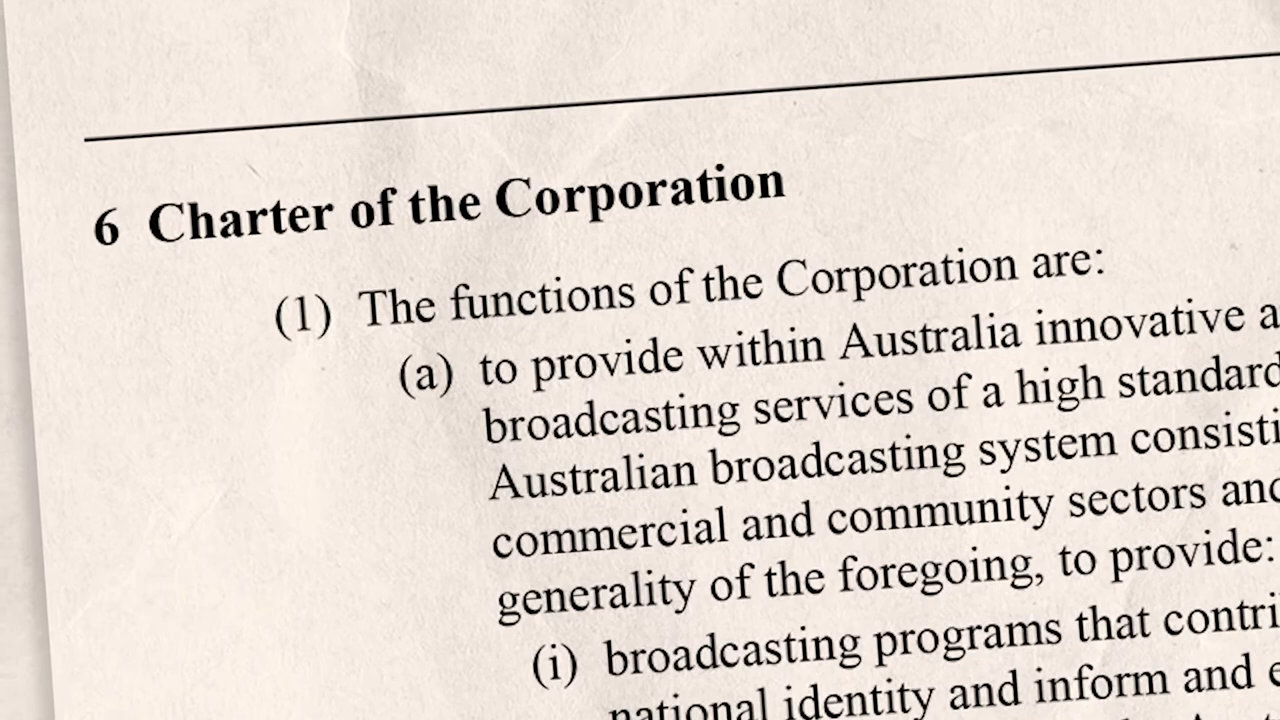 6 Charter of the Corporation
(1) The functions of the Corporation are:
(a) to provide within Australia innovative a
broadcasting services of a high standard
Australian broadcasting system consisti
commercial and community sectors and
generality of the foregoing, to provide:
(i) broadcasting programs that contri
national identity and inform and e